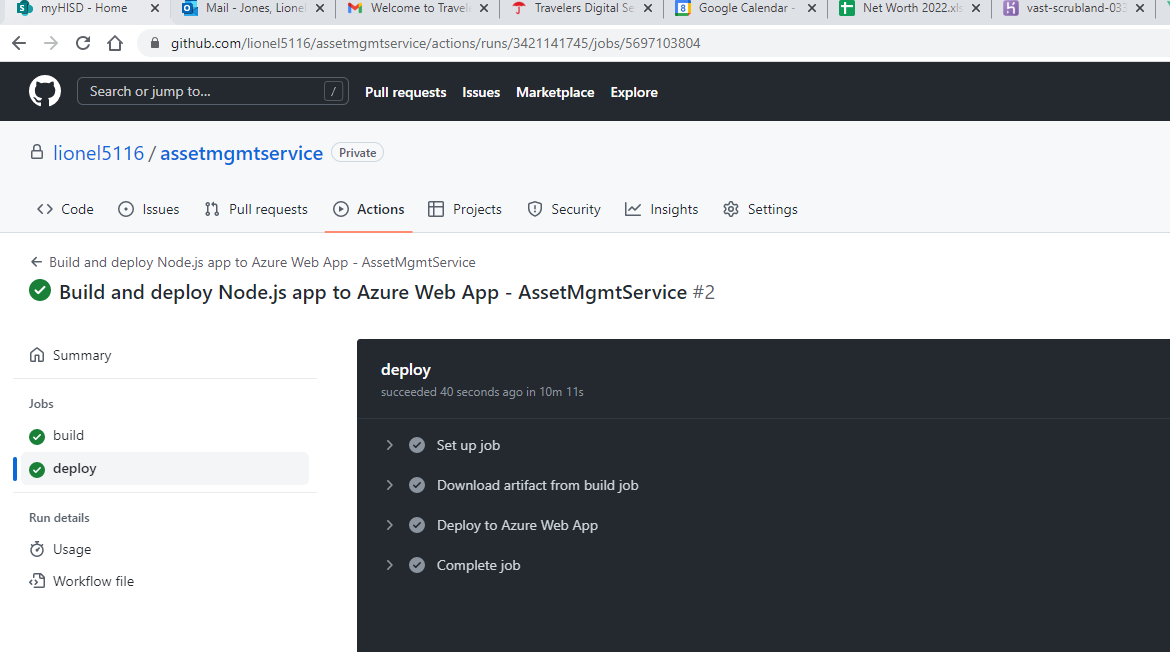 myHISD - Home
Mail - Jones, Lionel
Welcome to Travele
Travelers Digital Se
Google Calendar -
Net Worth 2022.xls
vast-scrubland-033
github.com/lionel5116/assetmgmtservice/actions/runs/3421141745/jobs/5697103804
Search or jump to... /
Pull requests Issues Marketplace Explore
lionel5116 / assetmgmtservice Private
Code Issues Pull requests Actions Projects Security Insights Settings
Build and deploy Node.js app to Azure Web App - AssetMgmtService
Build and deploy Node.js app to Azure Web App - AssetMgmtService #2
Summary
Jobs
build
deploy
Run details
Usage
Workflow file
deploy
succeeded 40 seconds ago in 10m 11s
Set up job
Download artifact from build job
Deploy to Azure Web App
Complete job